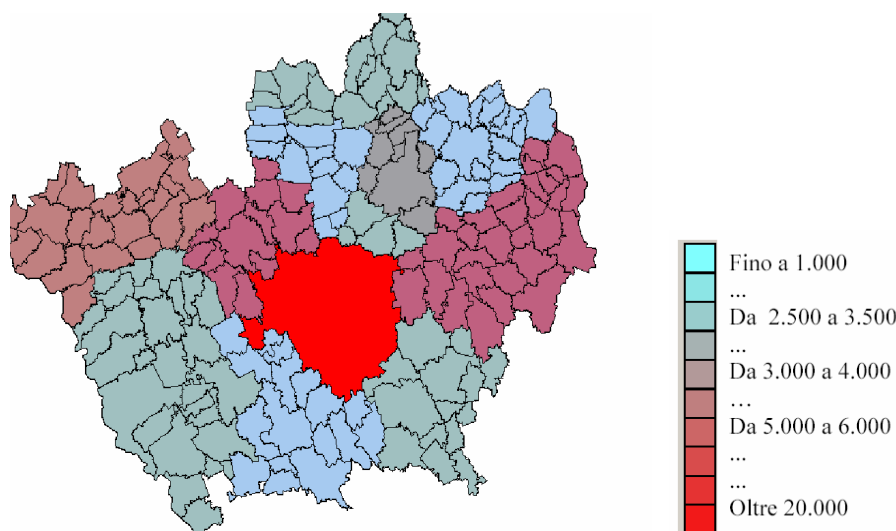 Fino a 1.000
...
Da 2.500 a 3.500
...
Da 3.000 a 4.000
...
Da 5.000 a 6.000
...
...
Oltre 20.000